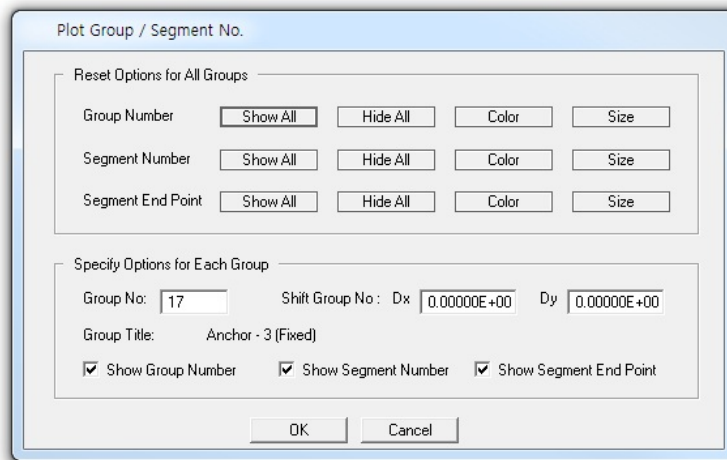 Plot Group / Segment No.
Reset Options for All Groups
Group Number Show All Hide All Color Size
Segment Number Show All Hide All Color Size
Segment End Point Show All Hide All Color Size
Specify Options for Each Group
Group No: 17 Shift Group No : Dx 0.00000E+00 Dy 0.00000E+00
Group Title: Anchor - 3 (Fixed)
Show Group Number Show Segment Number Show Segment End Point
OK Cancel